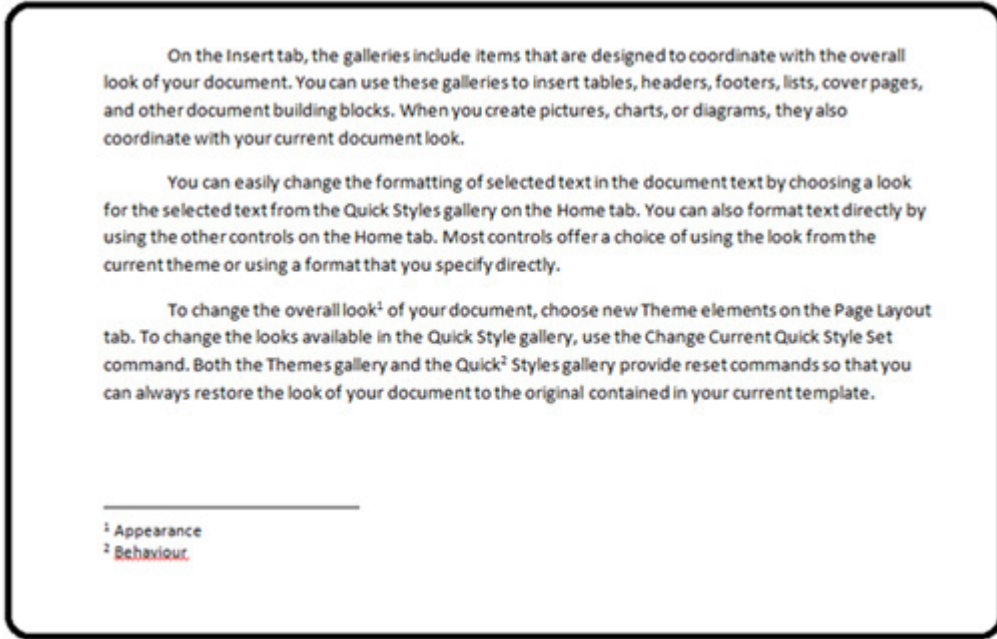 On the Insert tab, the galleries include items that are designed to coordinate with the overall
look of your document. You can use these galleries to insert tables, headers, footers, lists, cover pages,
and other document building blocks. When you create pictures, charts, or diagrams, they also
coordinate with your current document look.
You can easily change the formatting of selected text in the document text by choosing a look
for the selected text from the Quick Styles gallery on the Home tab. You can also format text directly by
using the other controls on the Home tab. Most controls offer a choice of using the look from the
current theme or using a format that you specify directly.
To change the overall look¹ of your document, choose new Theme elements on the Page Layout
tab. To change the looks available in the Quick Style gallery, use the Change Current Quick Style Set
command. Both the Themes gallery and the Quick² Styles gallery provide reset commands so that you
can always restore the look of your document to the original contained in your current template.
¹ Appearance
² Behaviour